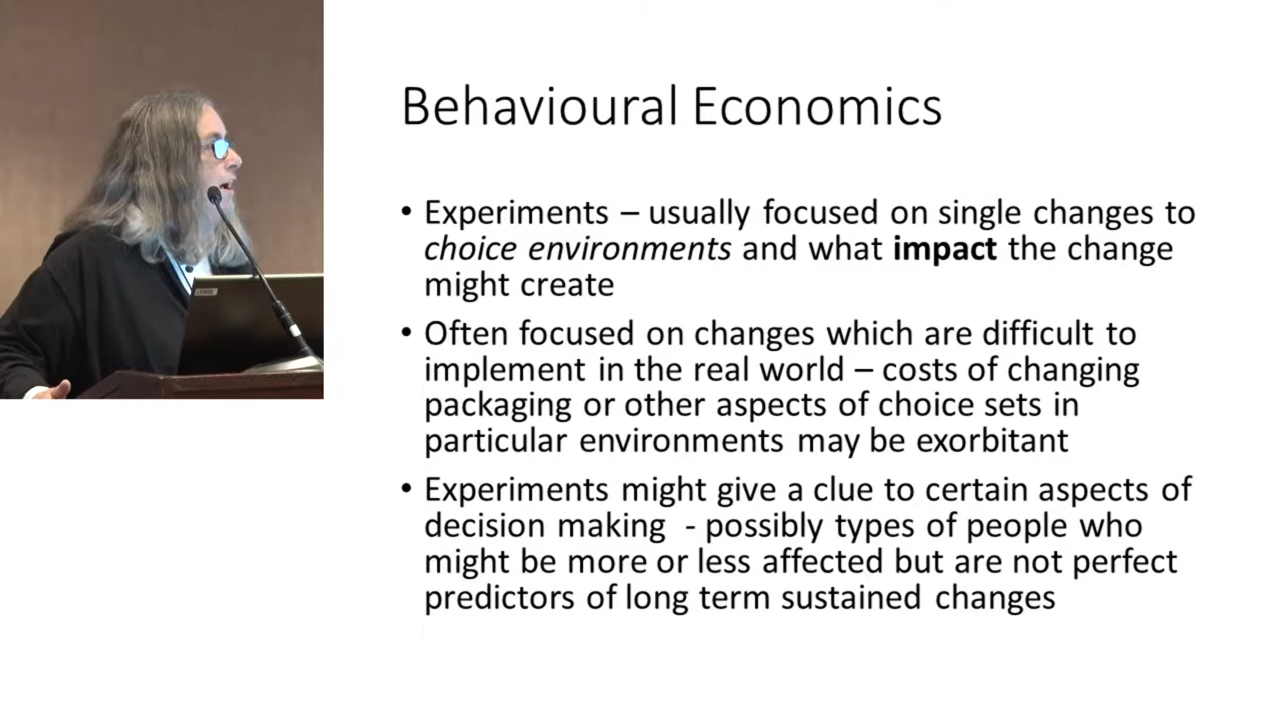 Behavioural Economics
• Experiments – usually focused on single changes to
choice environments and what impact the change
might create
• Often focused on changes which are difficult to
implement in the real world – costs of changing
packaging or other aspects of choice sets in
particular environments may be exorbitant
• Experiments might give a clue to certain aspects of
decision making - possibly types of people who
might be more or less affected but are not perfect
predictors of long term sustained changes